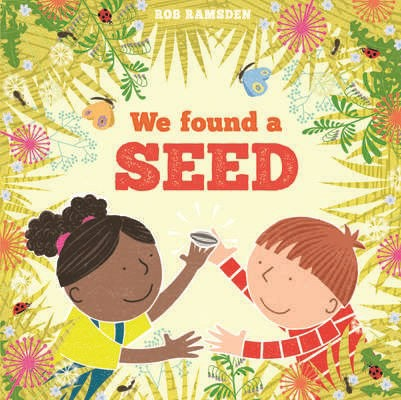 ROB RAMSDEN
We found a
SEED